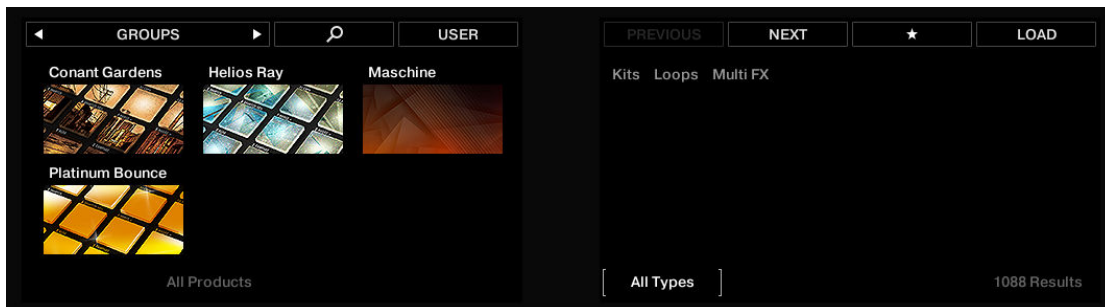 GROUPS
USER
PREVIOUS
NEXT
LOAD
Conant Gardens Helios Ray Maschine
Kits Loops Multi FX
Platinum Bounce
All Products
All Types
1088 Results